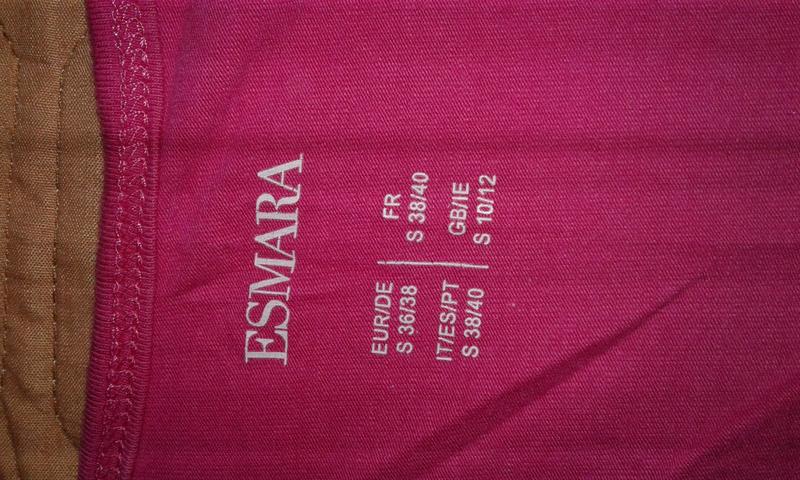 ESMARA
EUR/DE FR
S 36/38 S 38/40
IT/ES/PT GB/IE
S 38/40 S 10/12